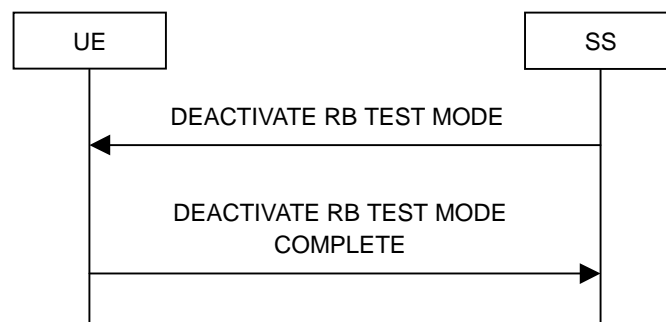 UE
SS
DEACTIVATE RB TEST MODE
DEACTIVATE RB TEST MODE
COMPLETE